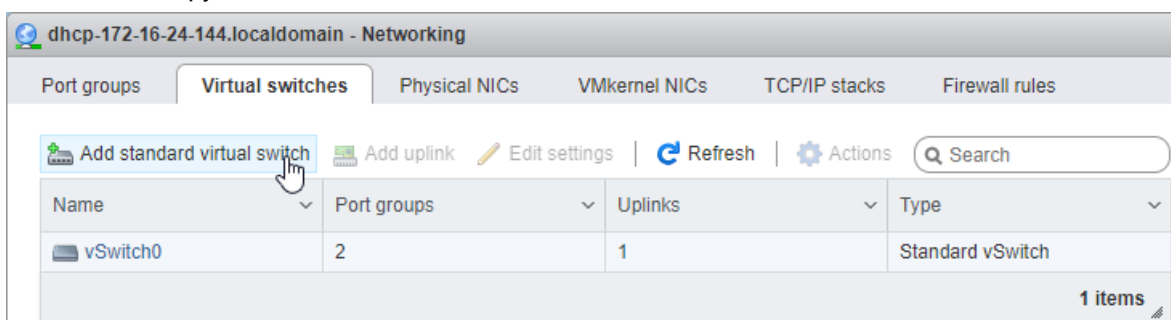 dhcp-172-16-24-144.localdomain - Networking
Port groups Virtual switches Physical NICs VMkernel NICs TCP/IP stacks Firewall rules
Add standard virtual switch Add uplink Edit settings Refresh Actions Search
Name Port groups Uplinks Type
vSwitch0 2 1 Standard vSwitch
1 items